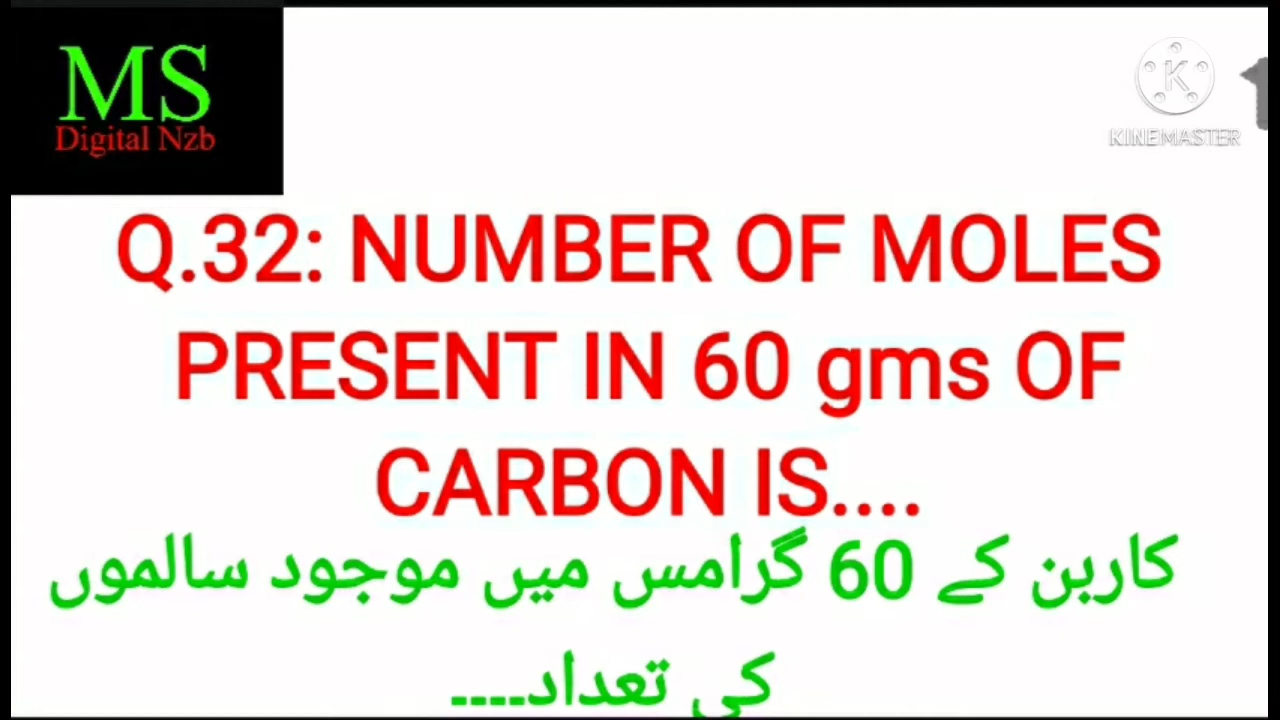 MS
Digital Nzb
KINEMASTER
Q.32: NUMBER OF MOLES
PRESENT IN 60 gms OF
CARBON IS....
کاربن کے 60 گرامس میں موجود سالموں
کی تعداد----